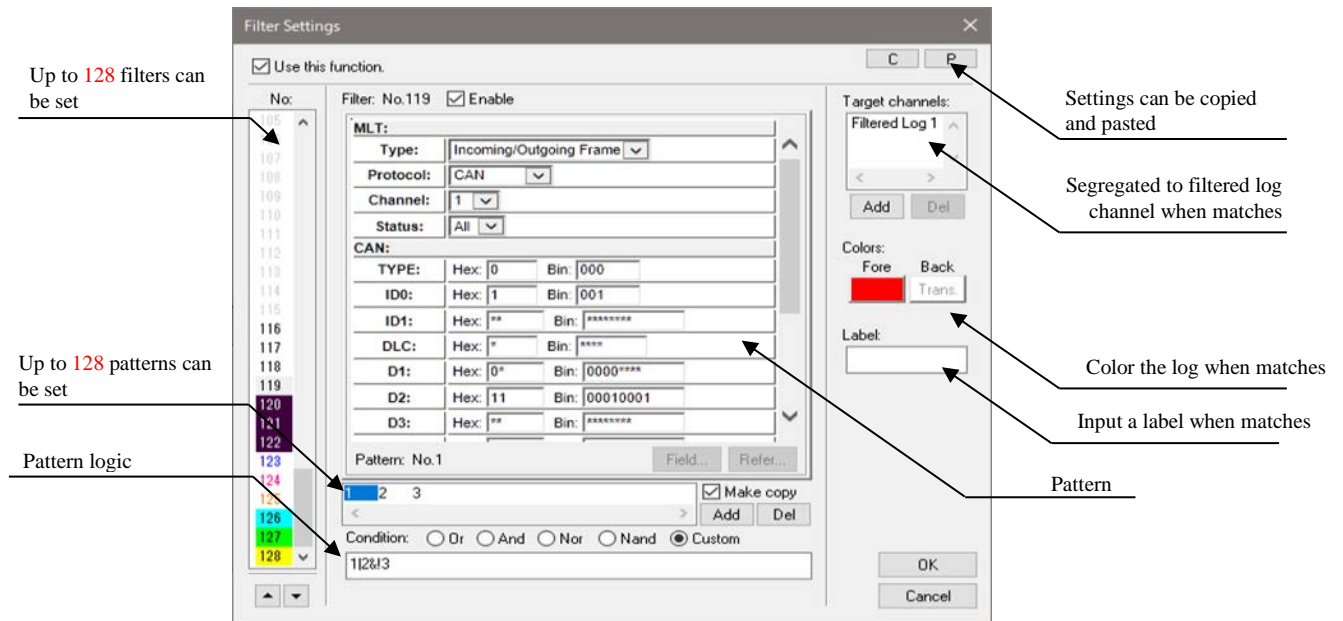 Filter Settings
Use this function.
C P
Up to 128 filters can
be set
No:
105
107
108
109
110
111
112
113
114
115
116
117
118
119
120
121
122
123
124
125
126
127
128
Filter: No.119 Enable
MLT:
Type: Incoming/Outgoing Frame
Protocol: CAN
Channel: 1
Status: All
CAN:
TYPE: Hex: 0 Bin: 000
ID0: Hex: 1 Bin: 001
ID1: Hex: ** Bin: ********
DLC: Hex: * Bin: ****
D1: Hex: 0* Bin: 0000****
D2: Hex: 11 Bin: 00010001
D3: Hex: ** Bin: ********
Pattern: No.1 Field... Refer...
1 2 3
Make copy
Add Del
Condition: Or And Nor Nand Custom
1|2&!3
Target channels:
Filtered Log 1
Add Del
Colors:
Fore Back
Trans.
Label:
OK
Cancel
Settings can be copied
and pasted
Segregated to filtered log
channel when matches
Color the log when matches
Input a label when matches
Pattern
Up to 128 patterns can
be set
Pattern logic